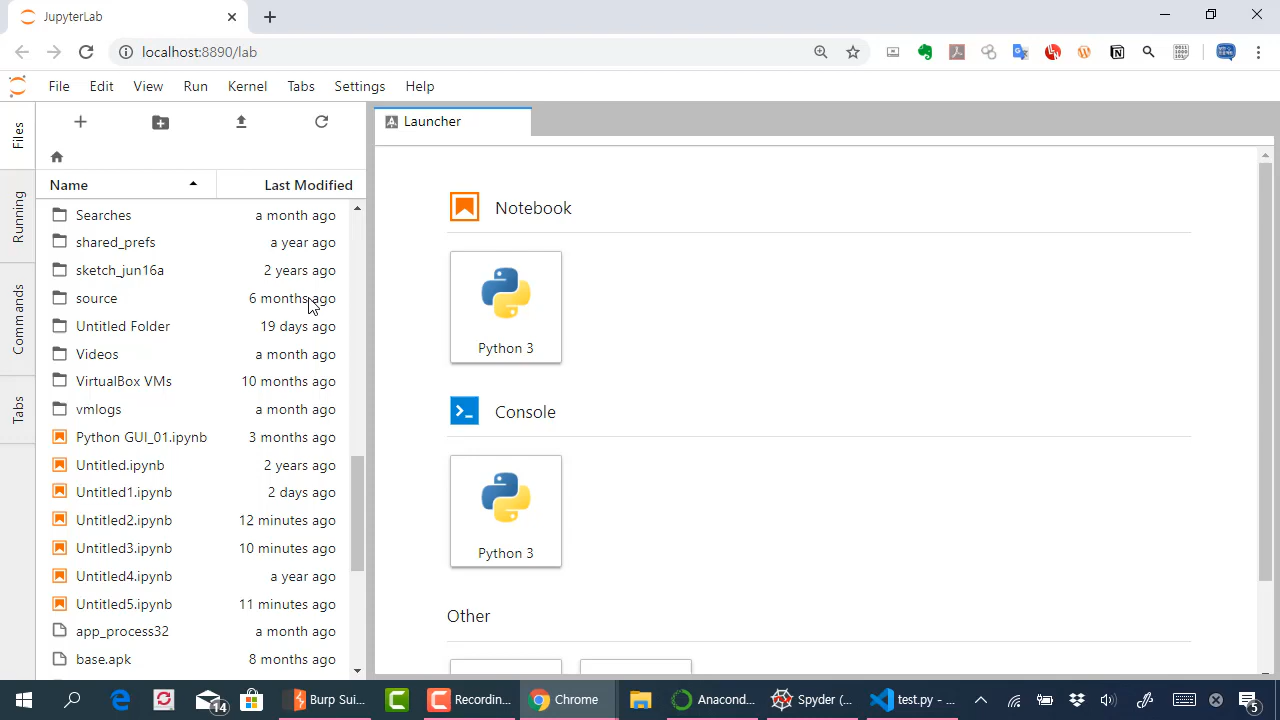 JupyterLab
localhost:8890/lab
File Edit View Run Kernel Tabs Settings Help
Files
Running
Commands
Tabs
Name Last Modified
Searches a month ago
shared_prefs a year ago
sketch_jun16a 2 years ago
source 6 months ago
Untitled Folder 19 days ago
Videos a month ago
VirtualBox VMs 10 months ago
vmlogs a month ago
Python GUI_01.ipynb 3 months ago
Untitled.ipynb 2 years ago
Untitled1.ipynb 2 days ago
Untitled2.ipynb 12 minutes ago
Untitled3.ipynb 10 minutes ago
Untitled4.ipynb a year ago
Untitled5.ipynb 11 minutes ago
app_process32 a month ago
base.apk 8 months ago
Launcher
Notebook
Python 3
Console
Python 3
Other
14 Burp Sui... Recordin... Chrome Anacond... Spyder (... test.py - ... 5